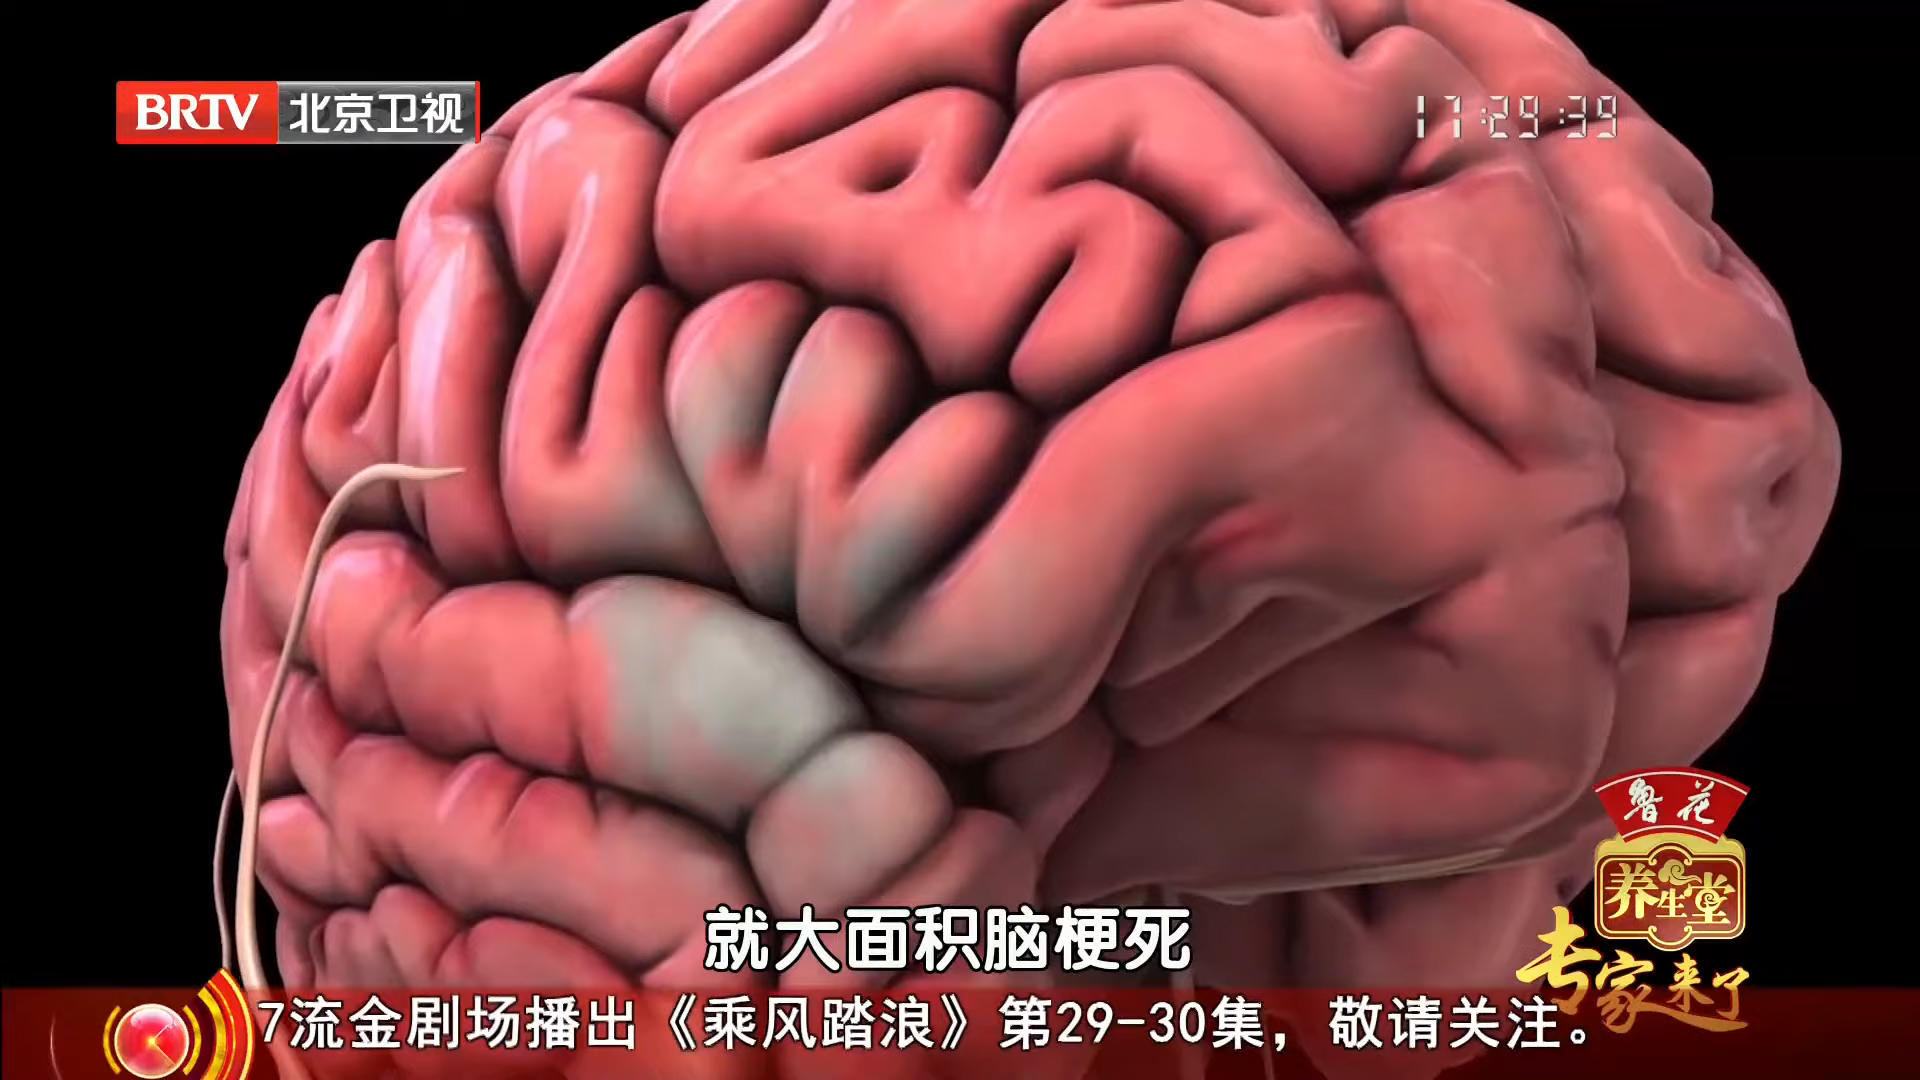 BRTV 北京卫视
17:29:39
鲁花
养生堂
专家来了
就大面积脑梗死
7流金剧场播出《乘风踏浪》第29-30集，敬请关注。